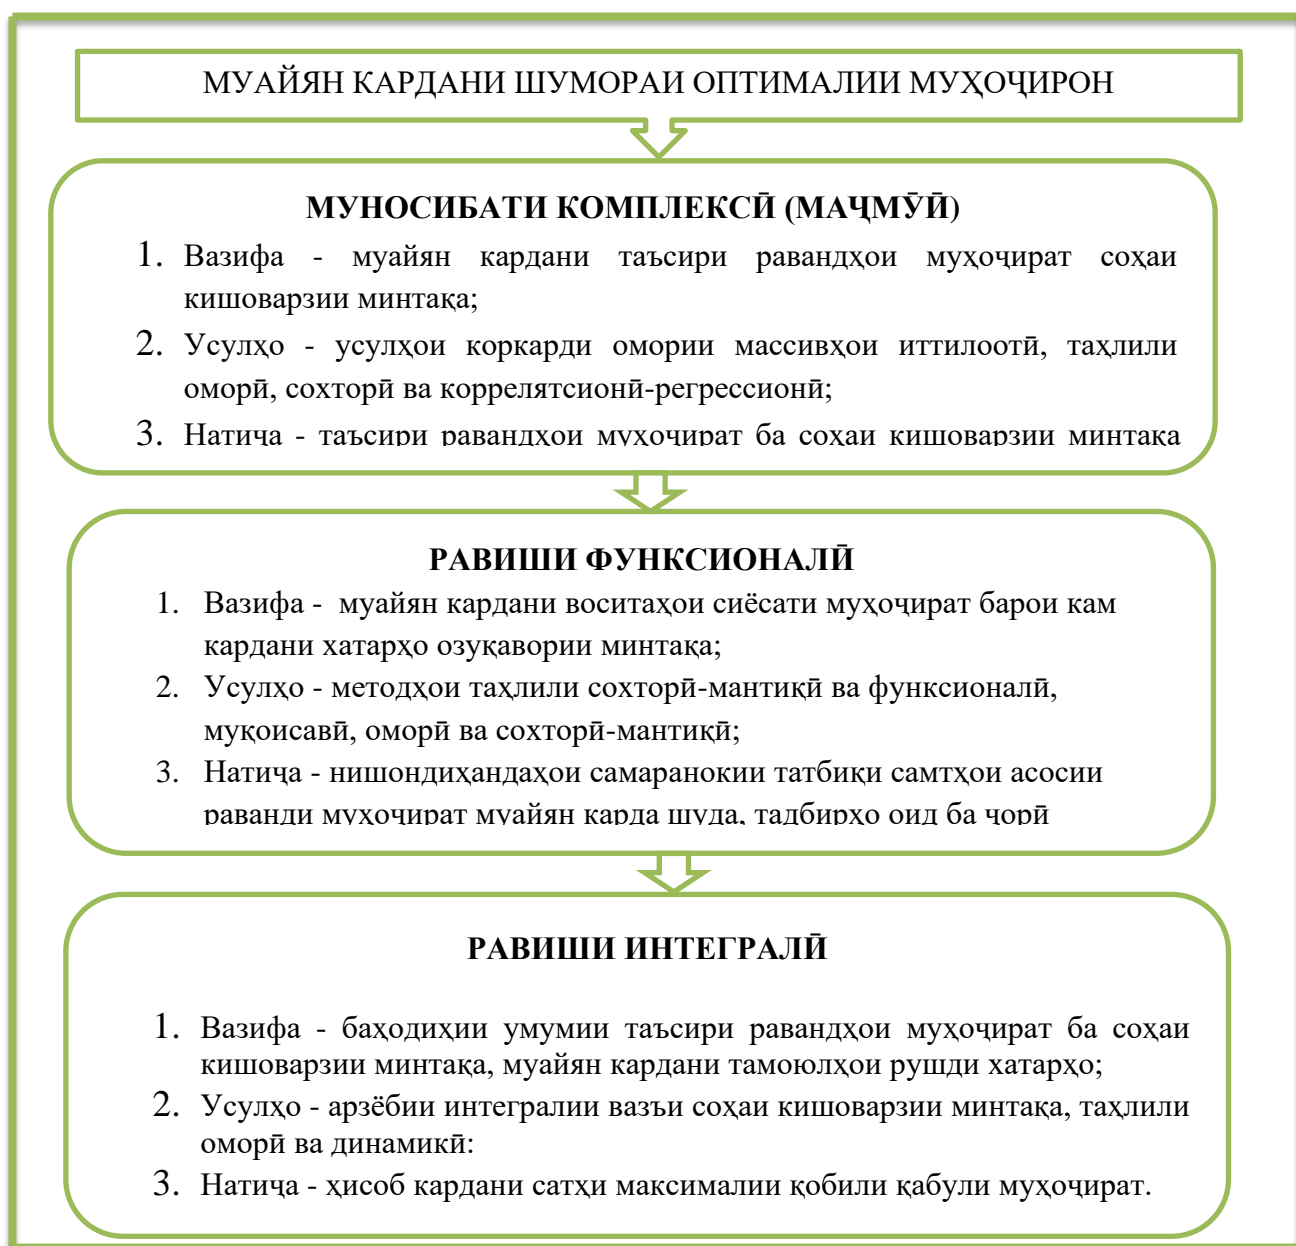 МУАЙЯН КАРДАНИ ШУМОРАИ ОПТИМАЛИИ МУҲОҶИРОН
МУНОСИБАТИ КОМПЛЕКСӢ (МАҶМӮӢ)
1. Вазифа - муайян кардани таъсири равандҳои муҳоҷират соҳаи
кишоварзии минтақа;
2. Усулҳо - усулҳои коркарди омории массивҳои иттилоотӣ, таҳлили
оморӣ, сохторӣ ва коррелятсионӣ-регрессионӣ;
3. Натиҷа - таъсири равандҳои муҳоҷират ба соҳаи кишоварзии минтақа
РАВИШИ ФУНКСИОНАЛӢ
1. Вазифа - муайян кардани воситаҳои сиёсати муҳоҷират барои кам
кардани хатарҳо озуқавории минтақа;
2. Усулҳо - методҳои таҳлили сохторӣ-мантиқӣ ва функсионалӣ,
муқоисавӣ, оморӣ ва сохторӣ-мантиқӣ;
3. Натиҷа - нишондиҳандаҳои самаранокии татбиқи самтҳои асосии
раванди муҳоҷират муайян карда шуда, тадбирҳо оид ба ҷорӣ
РАВИШИ ИНТЕГРАЛӢ
1. Вазифа - баҳодиҳии умумии таъсири равандҳои муҳоҷират ба соҳаи
кишоварзии минтақа, муайян кардани тамоюлҳои рушди хатарҳо;
2. Усулҳо - арзёбии интегралии вазъи соҳаи кишоварзии минтақа, таҳлили
оморӣ ва динамикӣ:
3. Натиҷа - ҳисоб кардани сатҳи максималии қобили қабули муҳоҷират.